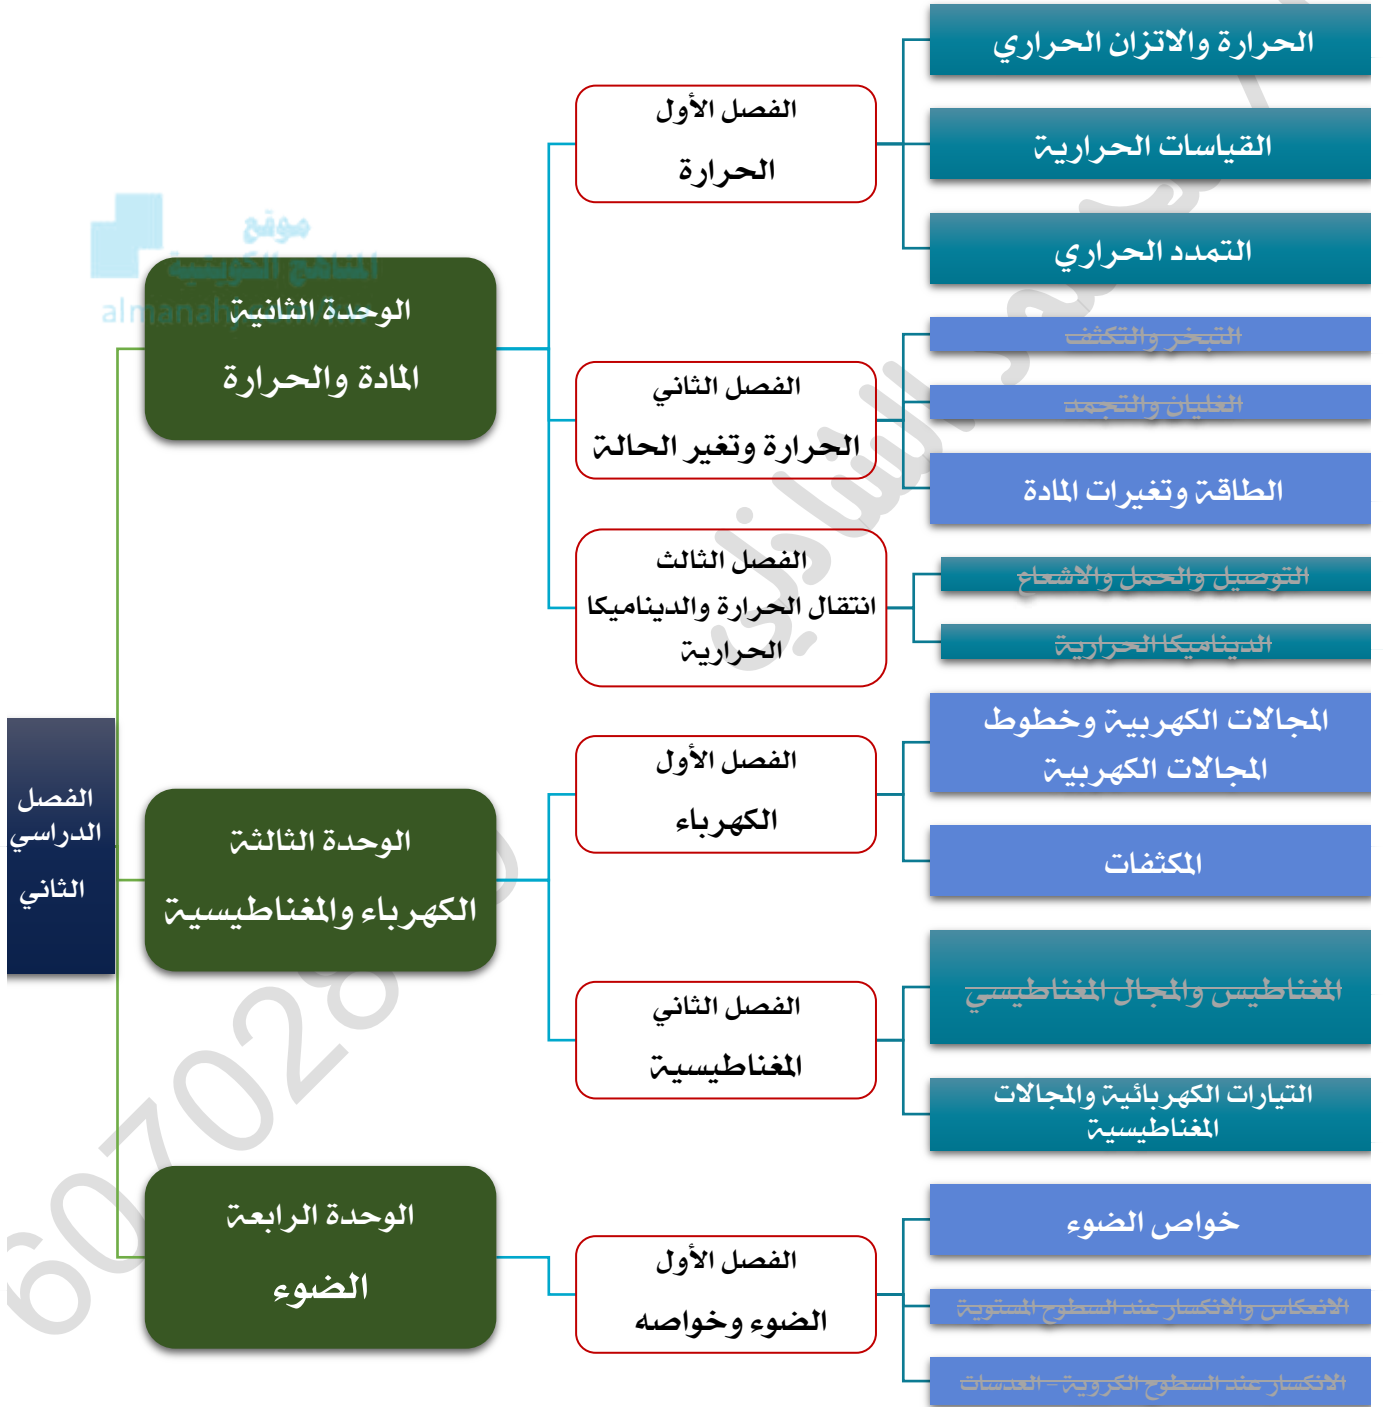 الفصل
الدراسي
الثاني
الوحدة الثانية
المادة والحرارة
الفصل الأول
الحرارة
الحرارة والاتزان الحراري
القياسات الحرارية
التمدد الحراري
الفصل الثاني
الحرارة وتغير الحالة
التبخر والتكثف
الغليان والتجمد
الطاقة وتغيرات المادة
الفصل الثالث
انتقال الحرارة والديناميكا
الحرارية
التوصيل والحمل والاشعاع
الديناميكا الحرارية
الوحدة الثالثة
الكهرباء والمغناطيسية
الفصل الأول
الكهرباء
المجالات الكهربية وخطوط
المجالات الكهربية
المكثفات
الفصل الثاني
المغناطيسية
المغناطيس والمجال المغناطيسي
التيارات الكهربائية والمجالات
المغناطيسية
الوحدة الرابعة
الضوء
الفصل الأول
الضوء وخواصه
خواص الضوء
الانعكاس والانكسار عند السطوح المستوية
الانكسار عند السطوح الكروية – العدسات
موقع
المناهج الكويتية